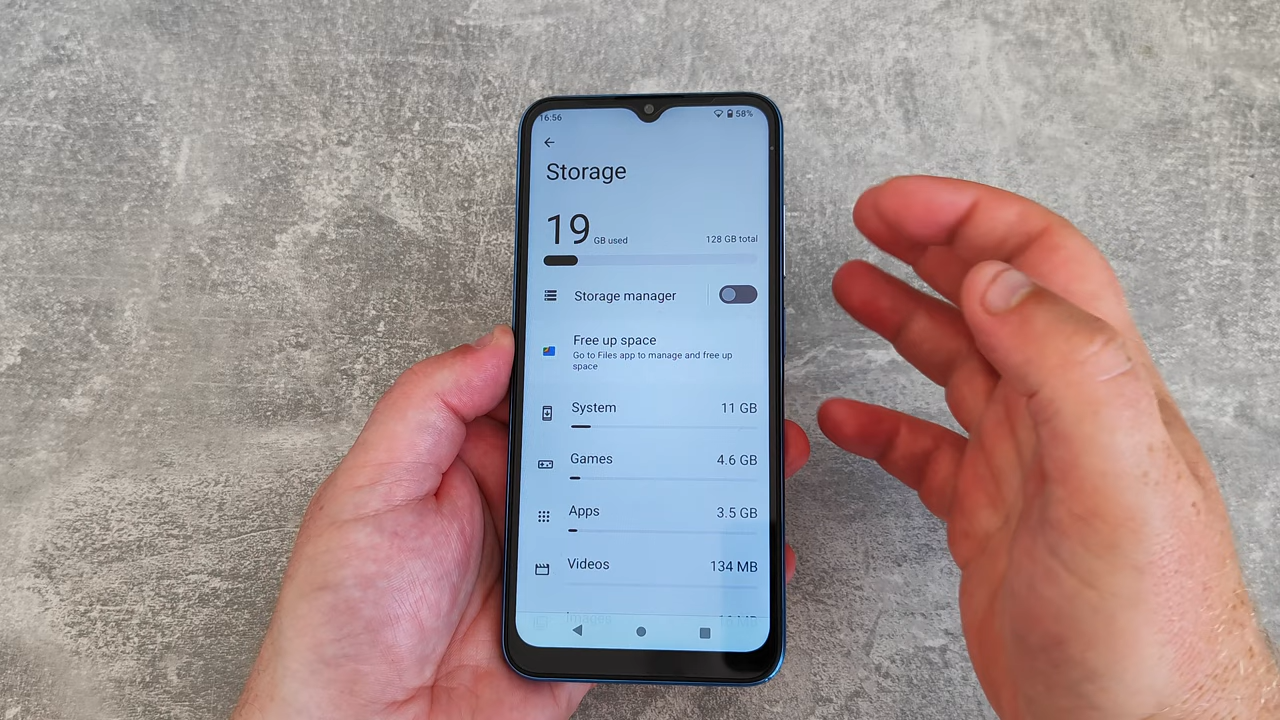 16:56
58%
Storage
19 GB used
128 GB total
Storage manager
Free up space
Go to Files app to manage and free up
space
System 11 GB
Games 4.6 GB
Apps 3.5 GB
Videos 134 MB
Images